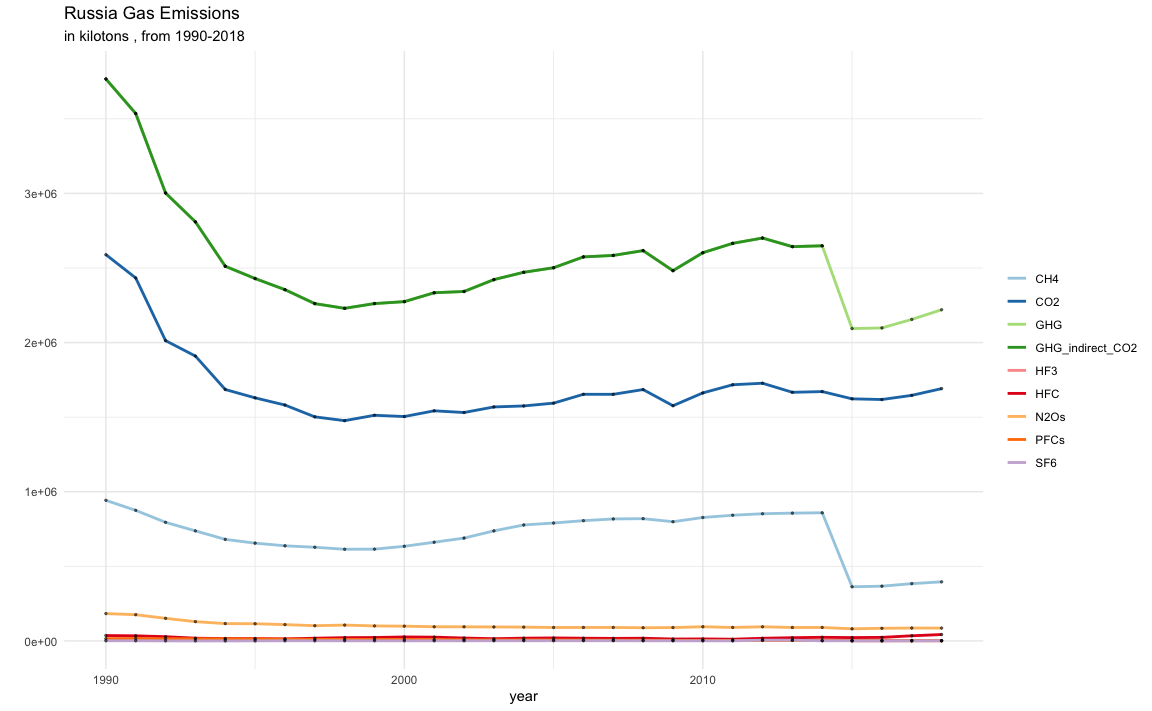 Russia Gas Emissions
in kilotons , from 1990-2018
3e+06
2e+06
1e+06
0e+00
1990 2000 2010
year
CH4
CO2
GHG
GHG_indirect_CO2
HF3
HFC
N2Os
PFCs
SF6